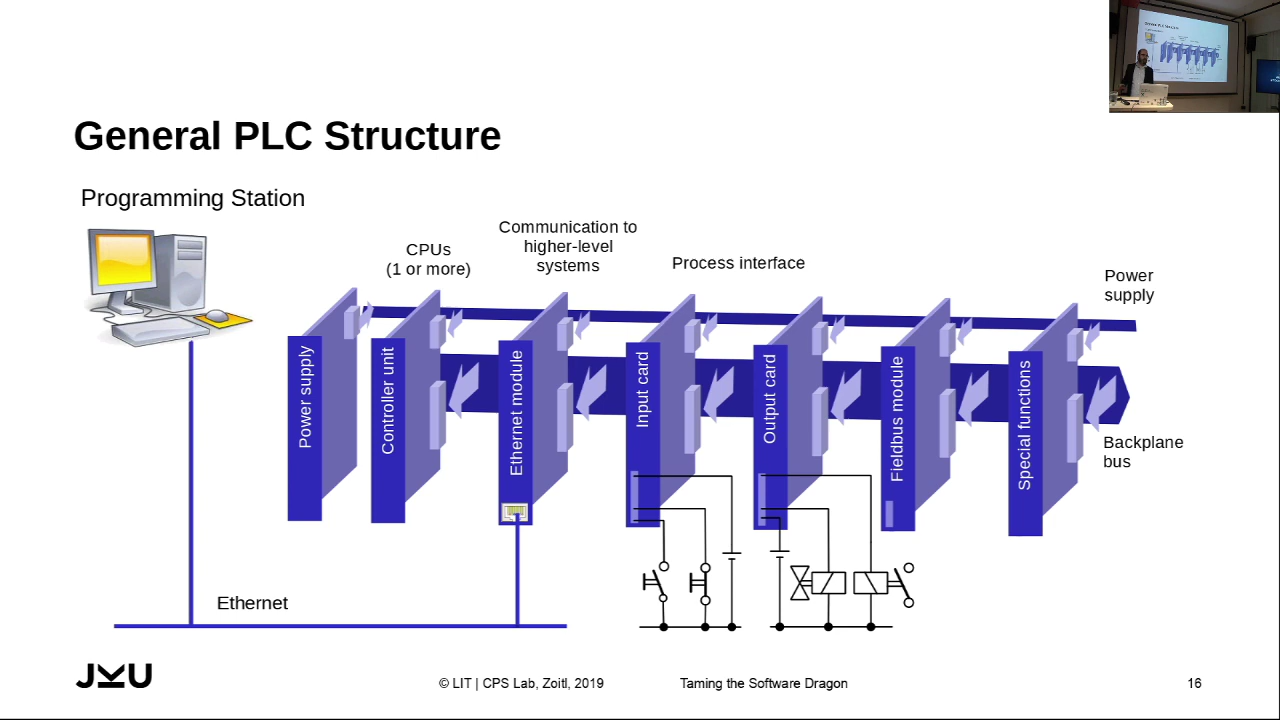 General PLC Structure
Programming Station
CPUs
(1 or more)
Communication to
higher-level
systems
Process interface
Power
supply
Power supply
Controller unit
Ethernet module
Input card
Output card
Fieldbus module
Special functions
Backplane
bus
Ethernet
JKU
© LIT | CPS Lab, Zoitl, 2019
Taming the Software Dragon
16